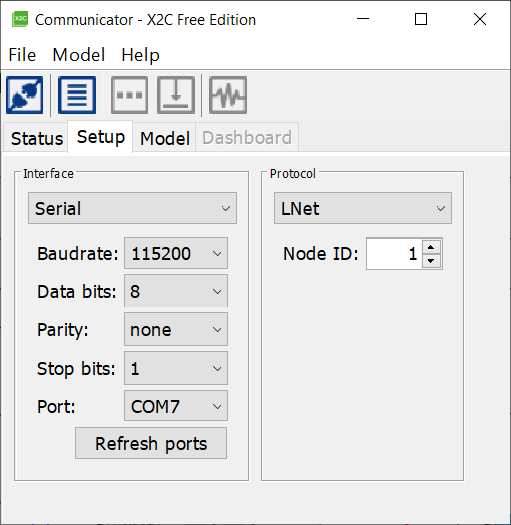 X2C Communicator - X2C Free Edition
File Model Help
Status Setup Model Dashboard
Interface
Serial
Baudrate: 115200
Data bits: 8
Parity: none
Stop bits: 1
Port: COM7
Refresh ports
Protocol
LNet
Node ID: 1